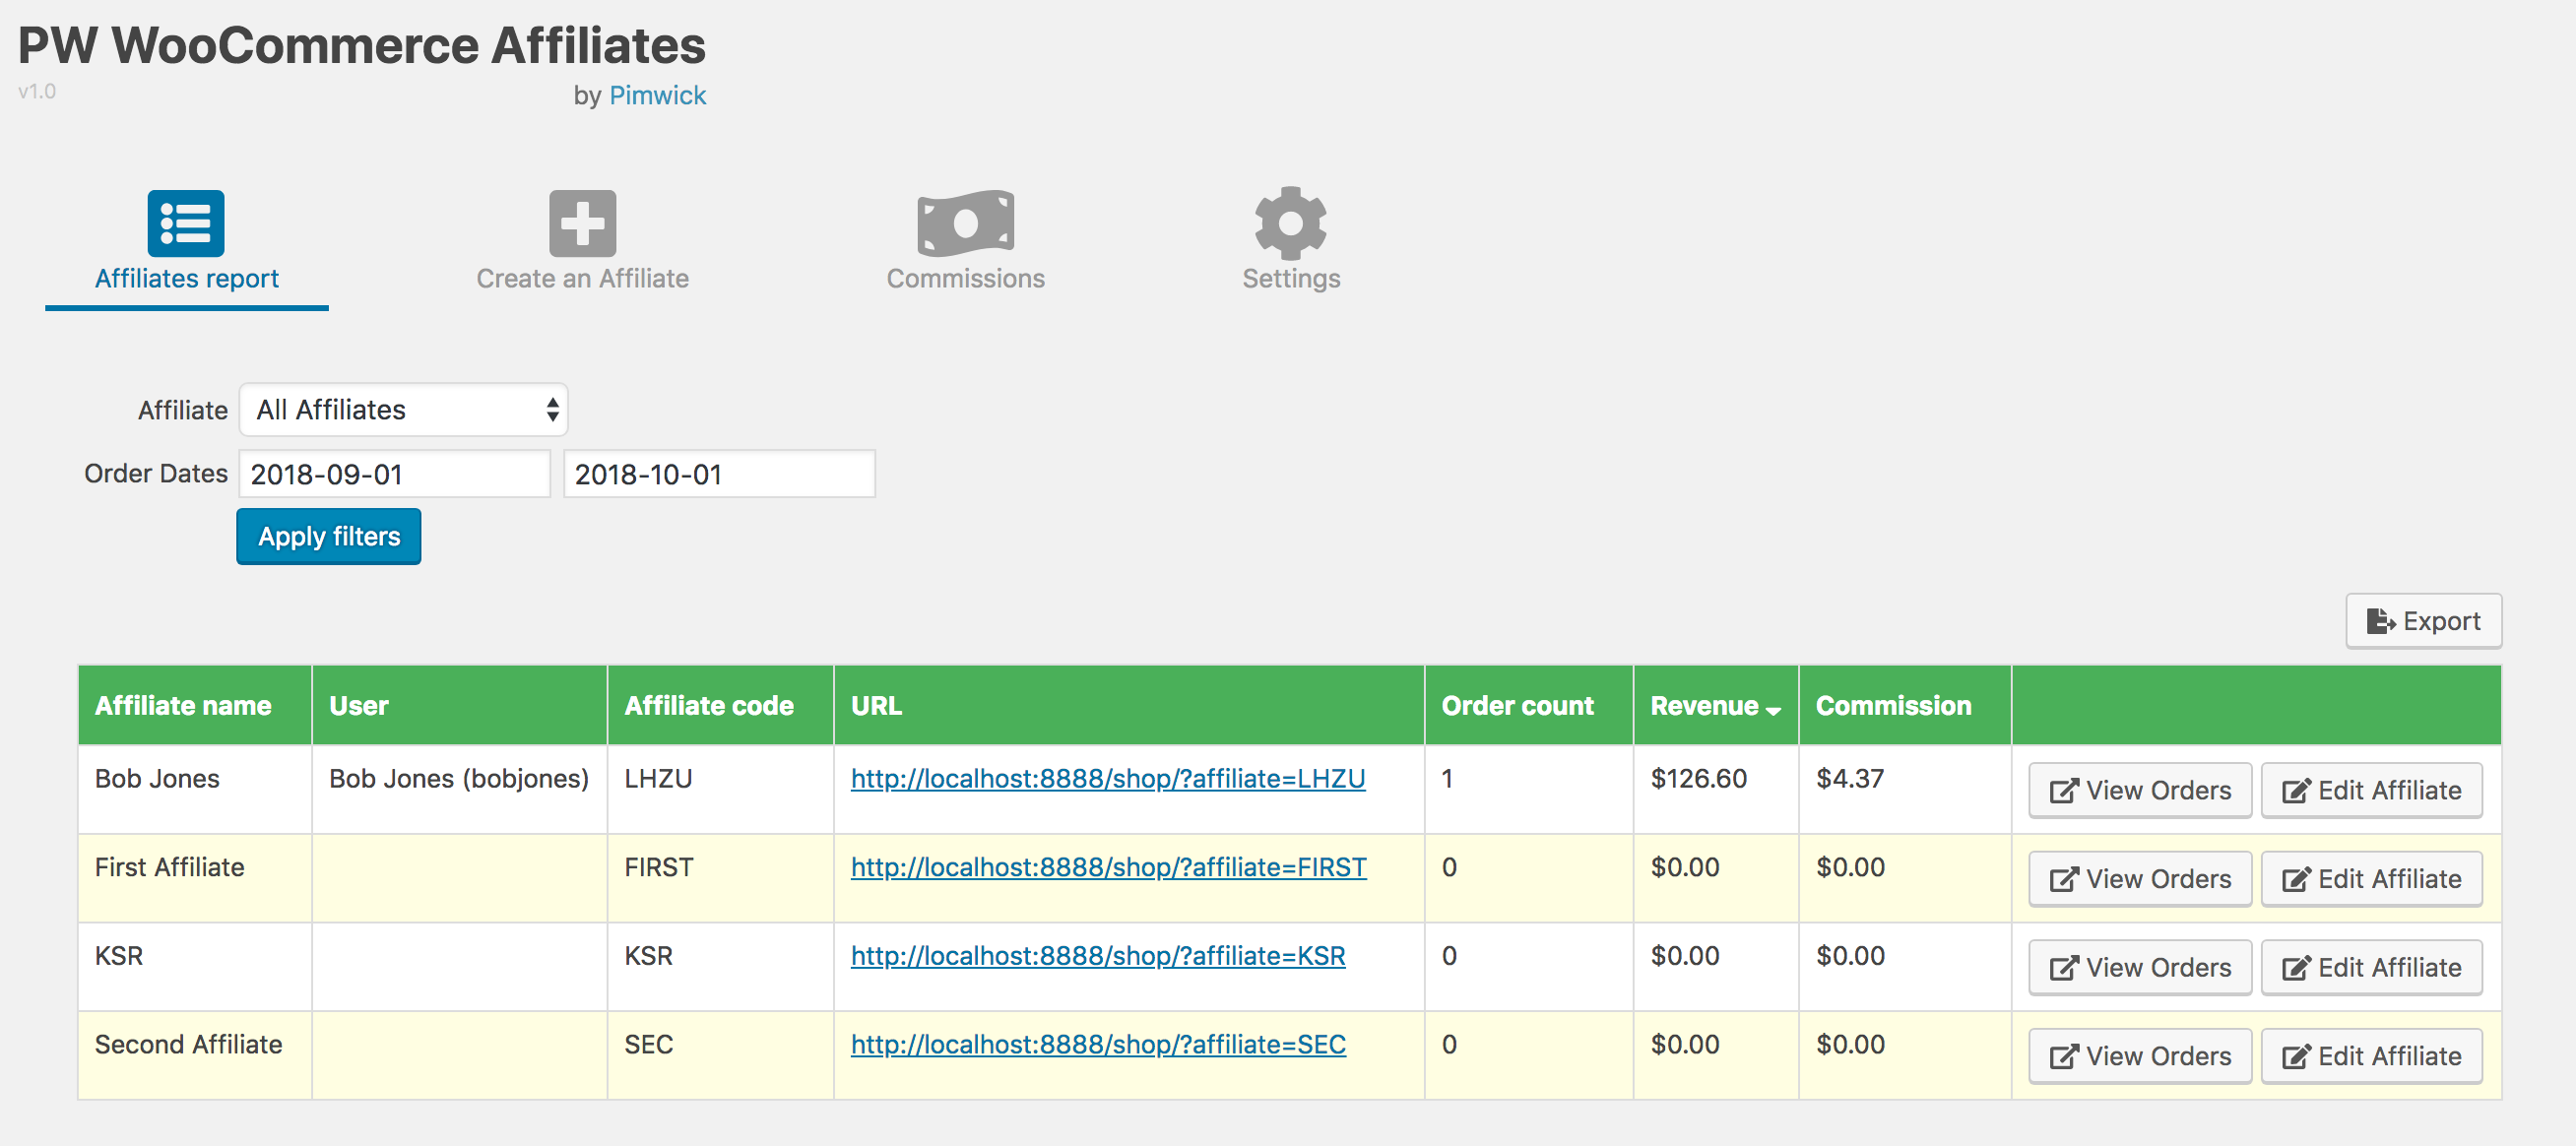 PW WooCommerce Affiliates
v1.0
by Pimwick
Affiliates report
Create an Affiliate
Commissions
Settings
Affiliate All Affiliates
Order Dates 2018-09-01 2018-10-01
Apply filters
Export
Affiliate name User Affiliate code URL Order count Revenue Commission
Bob Jones Bob Jones (bobjones) LHZU http://localhost:8888/shop/?affiliate=LHZU 1 $126.60 $4.37 View Orders Edit Affiliate
First Affiliate FIRST http://localhost:8888/shop/?affiliate=FIRST 0 $0.00 $0.00 View Orders Edit Affiliate
KSR KSR http://localhost:8888/shop/?affiliate=KSR 0 $0.00 $0.00 View Orders Edit Affiliate
Second Affiliate SEC http://localhost:8888/shop/?affiliate=SEC 0 $0.00 $0.00 View Orders Edit Affiliate